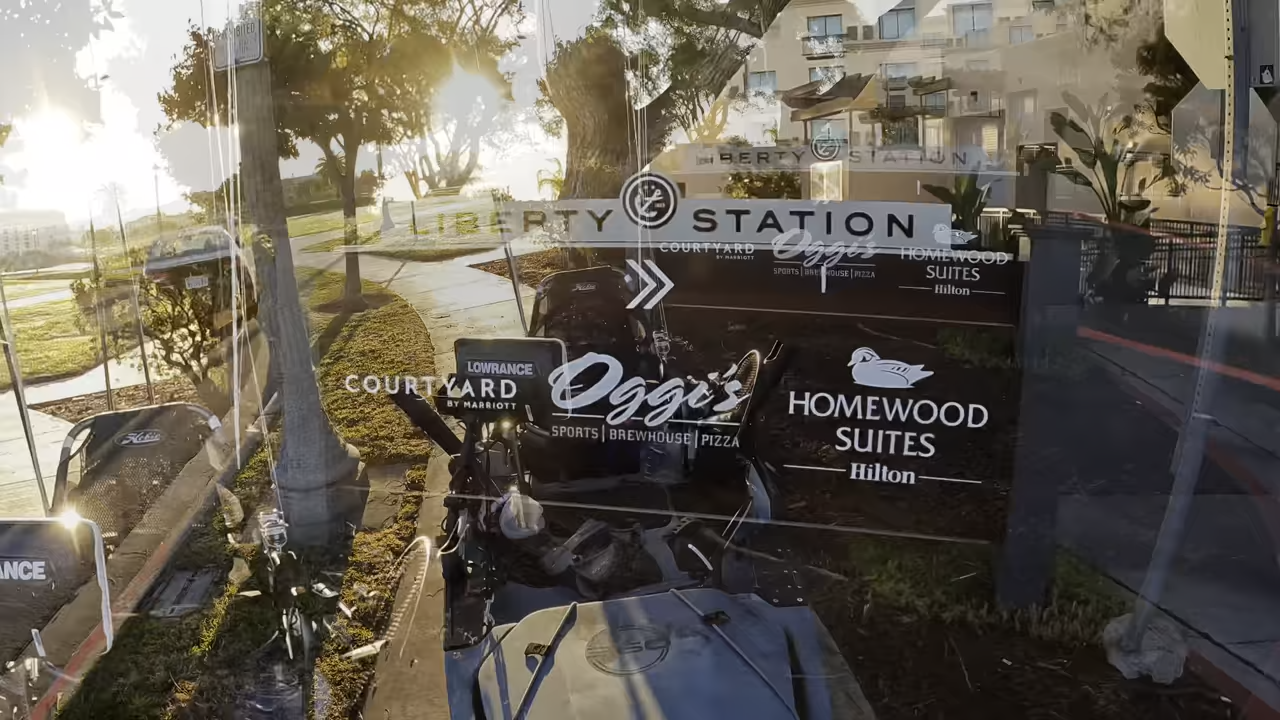 LIBERTY STATION
LIBERTY STATION
COURTYARD
BY MARRIOTT
Oggi's
SPORTS | BREWHOUSE | PIZZA
HOMEWOOD
SUITES
Hilton
LOWRANCE
COURTYARD
BY MARRIOTT
Oggi's
SPORTS | BREWHOUSE | PIZZA
HOMEWOOD
SUITES
Hilton
Hobie
ANCE